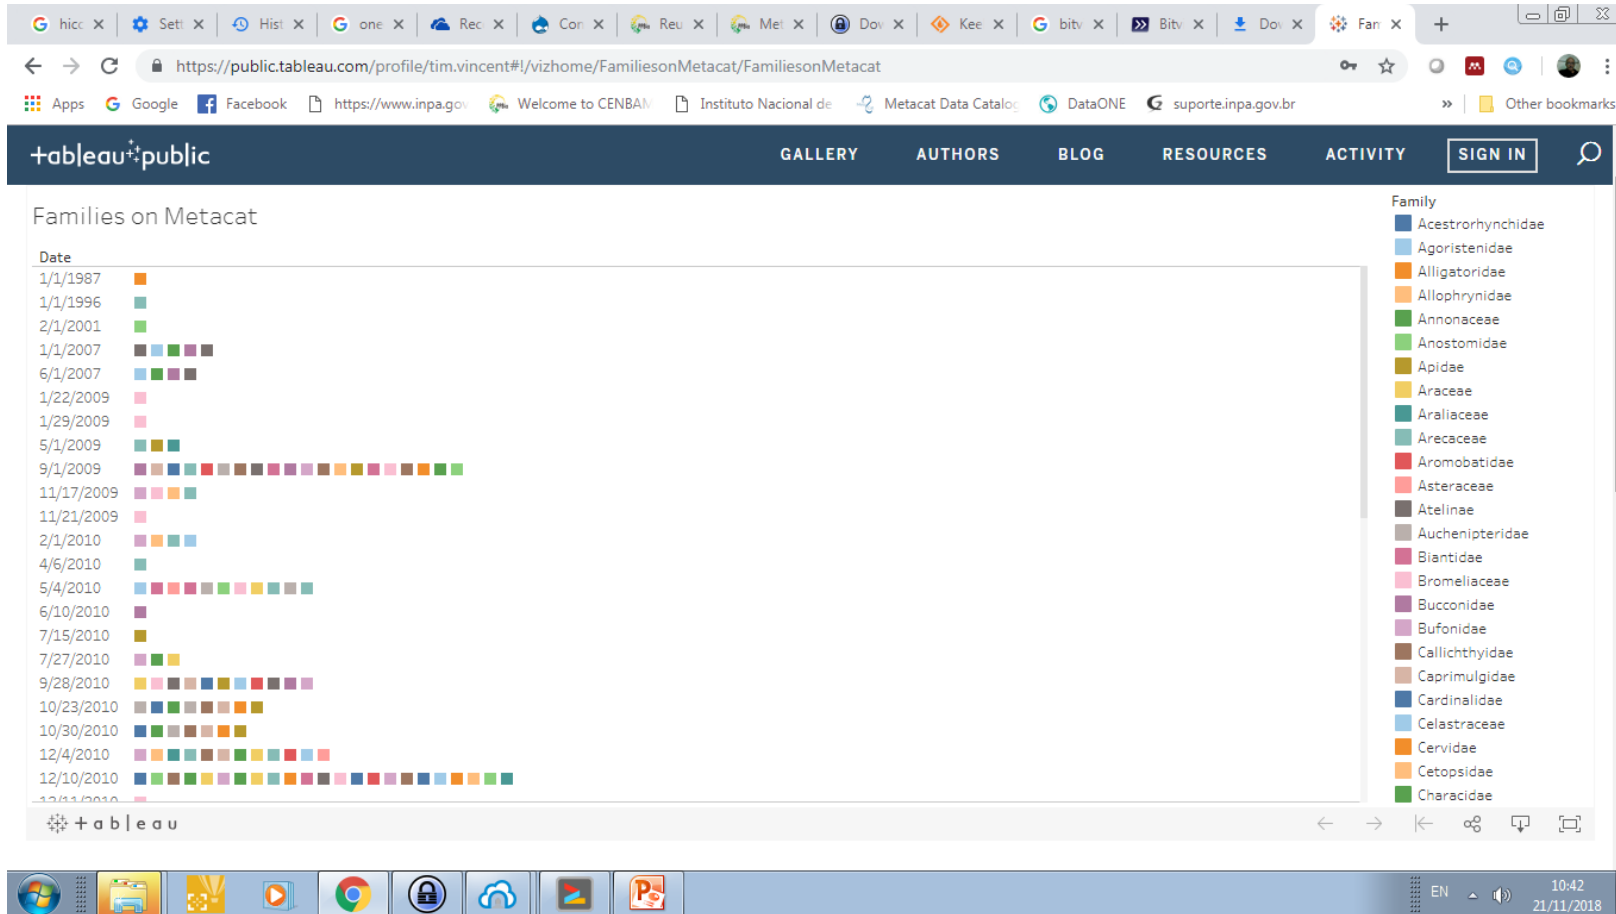 hicc
Sett
Hist
one
Rec
Con
Reu
Met
Dov
Kee
bitv
Bitv
Dov
Fam
https://public.tableau.com/profile/tim.vincent#!/vizhome/FamiliesonMetacat/FamiliesonMetacat
Apps Google Facebook https://www.inpa.gov Welcome to CENBAM Instituto Nacional de Metacat Data Catalog DataONE suporte.inpa.gov.br » Other bookmarks
+ableau public GALLERY AUTHORS BLOG RESOURCES ACTIVITY SIGN IN
Families on Metacat
Date
1/1/1987
1/1/1996
2/1/2001
1/1/2007
6/1/2007
1/22/2009
1/29/2009
5/1/2009
9/1/2009
11/17/2009
11/21/2009
2/1/2010
4/6/2010
5/4/2010
6/10/2010
7/15/2010
7/27/2010
9/28/2010
10/23/2010
10/30/2010
12/4/2010
12/10/2010
12/11/2010
Family
Acestrorhynchidae
Agoristenidae
Alligatoridae
Allophrynidae
Annonaceae
Anostomidae
Apidae
Araceae
Araliaceae
Arecaceae
Aromobatidae
Asteraceae
Atelinae
Auchenipteridae
Biantidae
Bromeliaceae
Bucconidae
Bufonidae
Callichthyidae
Caprimulgidae
Cardinalidae
Celastraceae
Cervidae
Cetopsidae
Characidae
+ableau
EN 10:42
21/11/2018